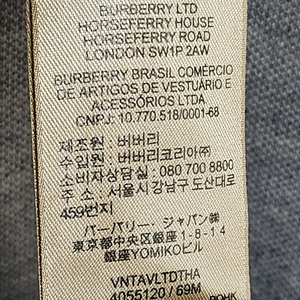 BURBERRY LTD
HORSEFERRY HOUSE
HORSEFERRY ROAD
LONDON SW1P 2AW
BURBERRY BRASIL COMÉRCIO
DE ARTIGOS DE VESTUÁRIO E
ACESSÓRIOS LTDA
CNPJ: 10.770.518/0001-68
제조원 : 버버리
수입원 : 버버리코리아㈜
소비자상담실 : 080 700 8800
주 소 : 서울시 강남구 도산대로
459번지
バーバリー・ジャパン㈱
東京都中央区銀座1-8-14
銀座YOMIKOビル
VNTAVLTDTHA
4055120 / 69M